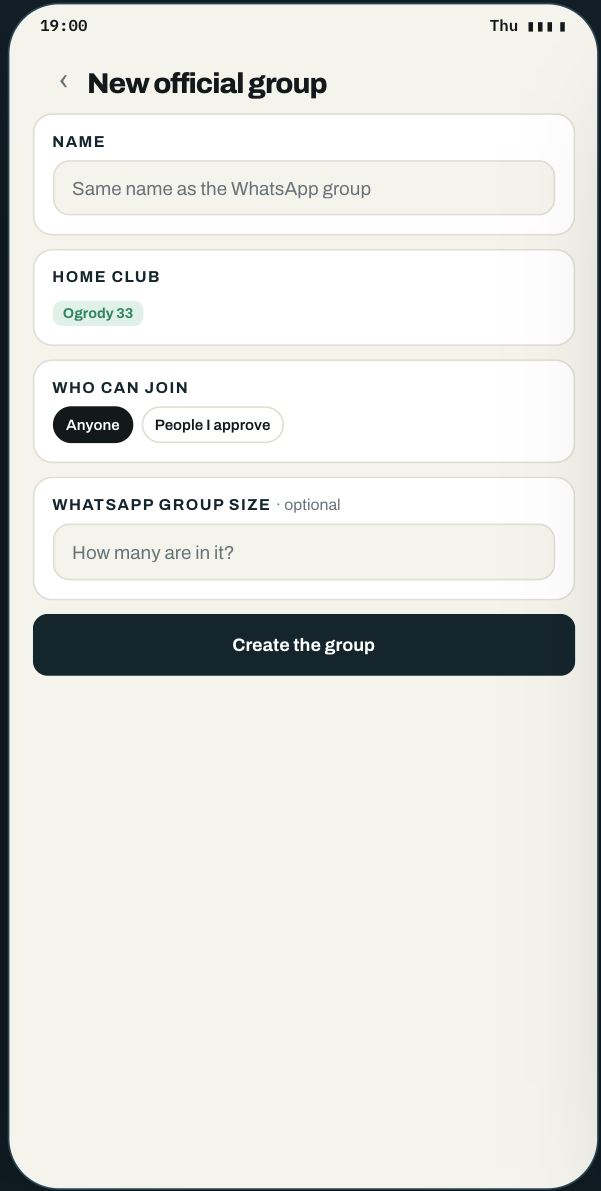 19:00 Thu
‹ New official group
NAME
Same name as the WhatsApp group
HOME CLUB
Ogrody 33
WHO CAN JOIN
Anyone People I approve
WHATSAPP GROUP SIZE · optional
How many are in it?
Create the group